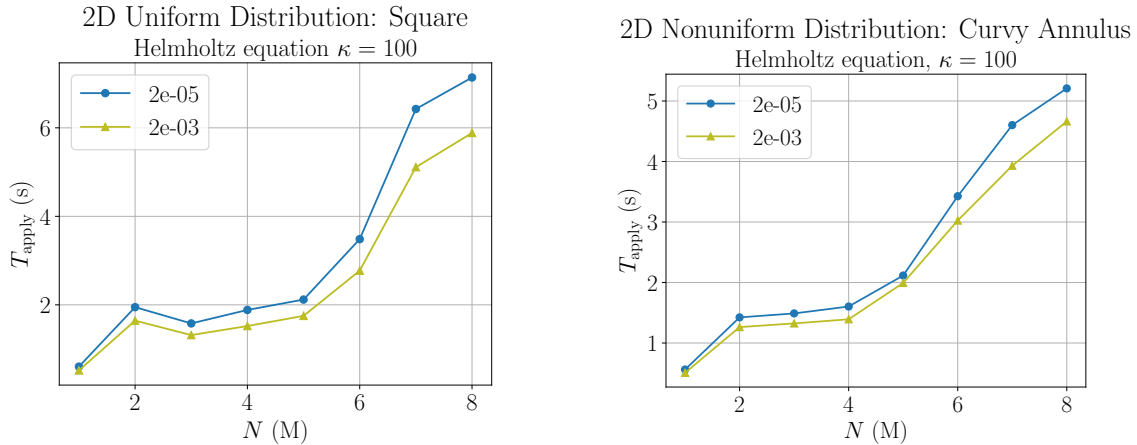 2D Uniform Distribution: Square
Helmholtz equation κ = 100
2e-05
2e-03
6
4
2
T_apply (s)
2 4 6 8
N (M)
2D Nonuniform Distribution: Curvy Annulus
Helmholtz equation, κ = 100
2e-05
2e-03
5
4
3
2
1
T_apply (s)
2 4 6 8
N (M)